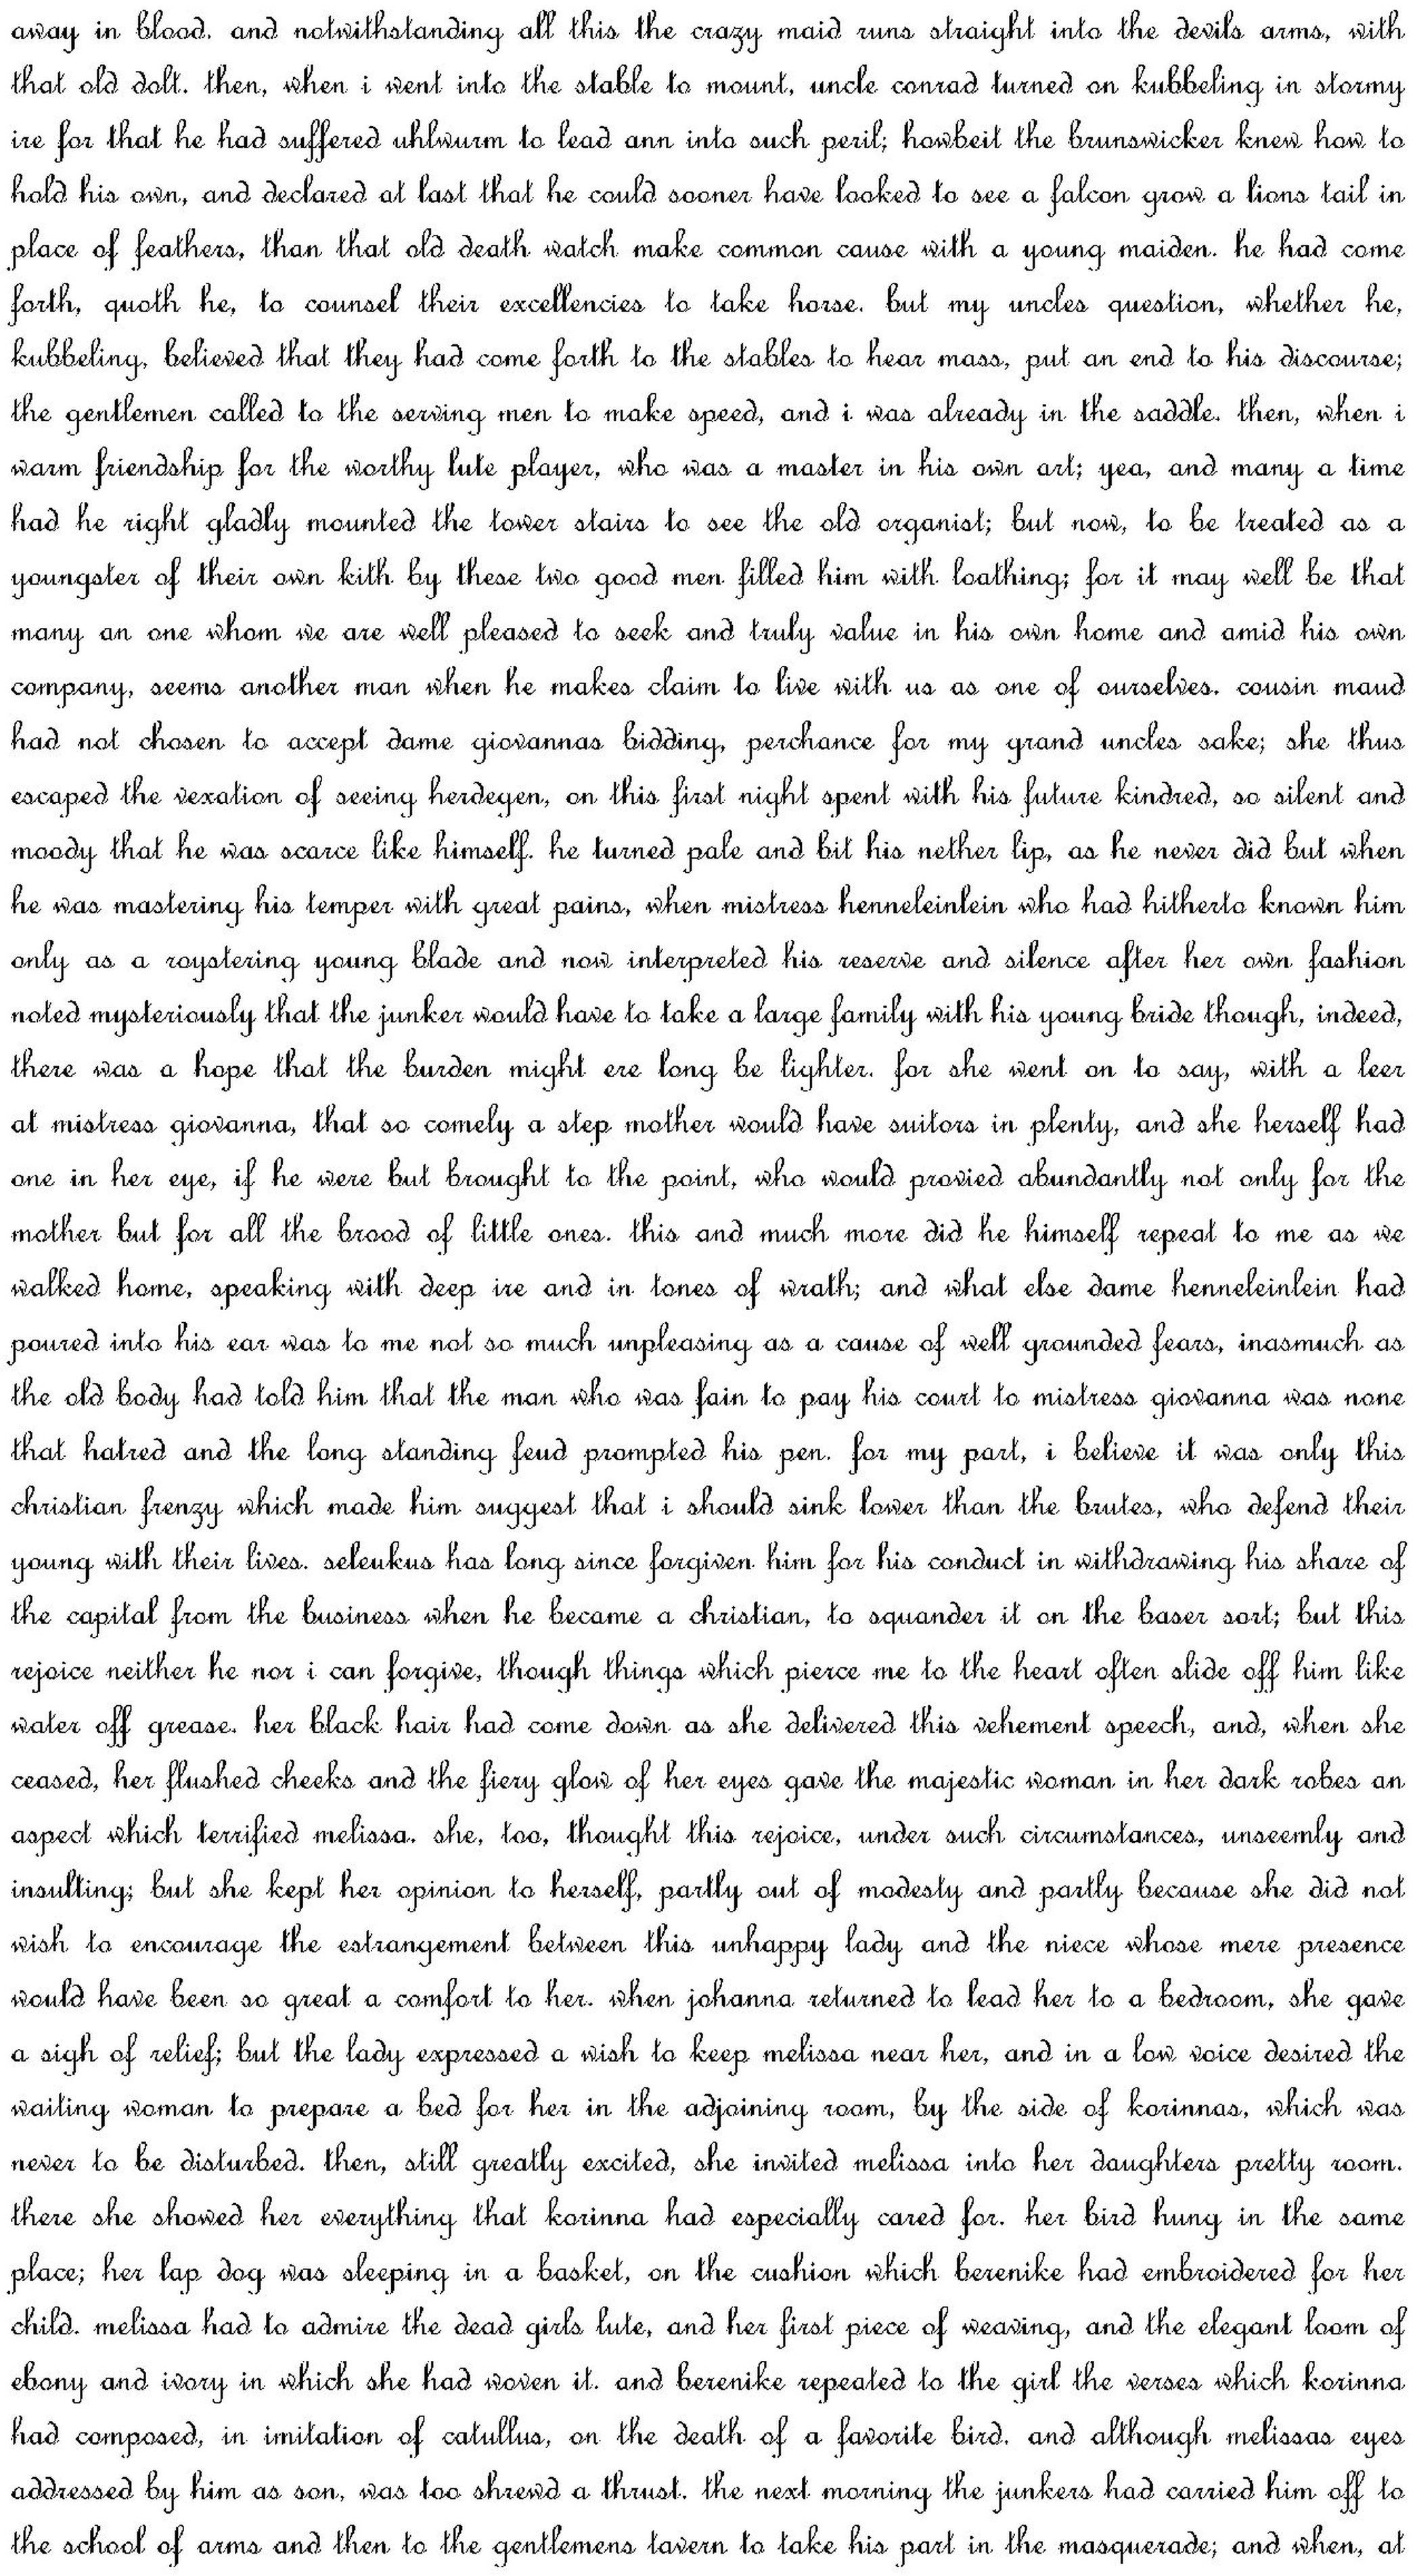 away in blood. and notwithstanding all this the crazy maid runs straight into the devils arms, with
that old dolt. then, when i went into the stable to mount, uncle conrad turned on kubbeling in stormy
ire for that he had suffered uhlwurm to lead ann into such peril; howbeit the brunswicker knew how to
hold his own, and declared at last that he could sooner have looked to see a falcon grow a lions tail in
place of feathers, than that old death watch make common cause with a young maiden. he had come
forth, quoth he, to counsel their excellencies to take horse. but my uncles question, whether he,
kubbeling, believed that they had come forth to the stables to hear mass, put an end to his discourse;
the gentlemen called to the serving men to make speed, and i was already in the saddle. then, when i
warm friendship for the worthy lute player, who was a master in his own art; yea, and many a time
had he right gladly mounted the tower stairs to see the old organist; but now, to be treated as a
youngster of their own kith by these two good men filled him with loathing; for it may well be that
many an one whom we are well pleased to seek and truly value in his own home and amid his own
company, seems another man when he makes claim to live with us as one of ourselves. cousin maud
had not chosen to accept dame giovannas bidding, perchance for my grand uncles sake; she thus
escaped the vexation of seeing herdegen, on this first night spent with his future kindred, so silent and
moody that he was scarce like himself. he turned pale and bit his nether lip, as he never did but when
he was mastering his temper with great pains, when mistress henneleinlein who had hitherto known him
only as a roystering young blade and now interpreted his reserve and silence after her own fashion
noted mysteriously that the junker would have to take a large family with his young bride though, indeed,
there was a hope that the burden might ere long be lighter. for she went on to say, with a leer
at mistress giovanna, that so comely a step mother would have suitors in plenty, and she herself had
one in her eye, if he were but brought to the point, who would provied abundantly not only for the
mother but for all the brood of little ones. this and much more did he himself repeat to me as we
walked home, speaking with deep ire and in tones of wrath; and what else dame henneleinlein had
poured into his ear was to me not so much unpleasing as a cause of well grounded fears, inasmuch as
the old body had told him that the man who was fain to pay his court to mistress giovanna was none
that hatred and the long standing feud prompted his pen. for my part, i believe it was only this
christian frenzy which made him suggest that i should sink lower than the brutes, who defend their
young with their lives. seleukus has long since forgiven him for his conduct in withdrawing his share of
the capital from the business when he became a christian, to squander it on the baser sort; but this
rejoice neither he nor i can forgive, though things which pierce me to the heart often slide off him like
water off grease. her black hair had come down as she delivered this vehement speech, and, when she
ceased, her flushed cheeks and the fiery glow of her eyes gave the majestic woman in her dark robes an
aspect which terrified melissa. she, too, thought this rejoice, under such circumstances, unseemly and
insulting; but she kept her opinion to herself, partly out of modesty and partly because she did not
wish to encourage the estrangement between this unhappy lady and the niece whose mere presence
would have been so great a comfort to her. when johanna returned to lead her to a bedroom, she gave
a sigh of relief; but the lady expressed a wish to keep melissa near her, and in a low voice desired the
waiting woman to prepare a bed for her in the adjoining room, by the side of korinnas, which was
never to be disturbed. then, still greatly excited, she invited melissa into her daughters pretty room.
there she showed her everything that korinna had especially cared for. her bird hung in the same
place; her lap dog was sleeping in a basket, on the cushion which berenike had embroidered for her
child. melissa had to admire the dead girls lute, and her first piece of weaving, and the elegant loom of
ebony and ivory in which she had woven it. and berenike repeated to the girl the verses which korinna
had composed, in imitation of catullus, on the death of a favorite bird. and although melissas eyes
addressed by him as son, was too shrewd a thrust. the next morning the junkers had carried him off to
the school of arms and then to the gentlemens tavern to take his part in the masquerade; and when, at